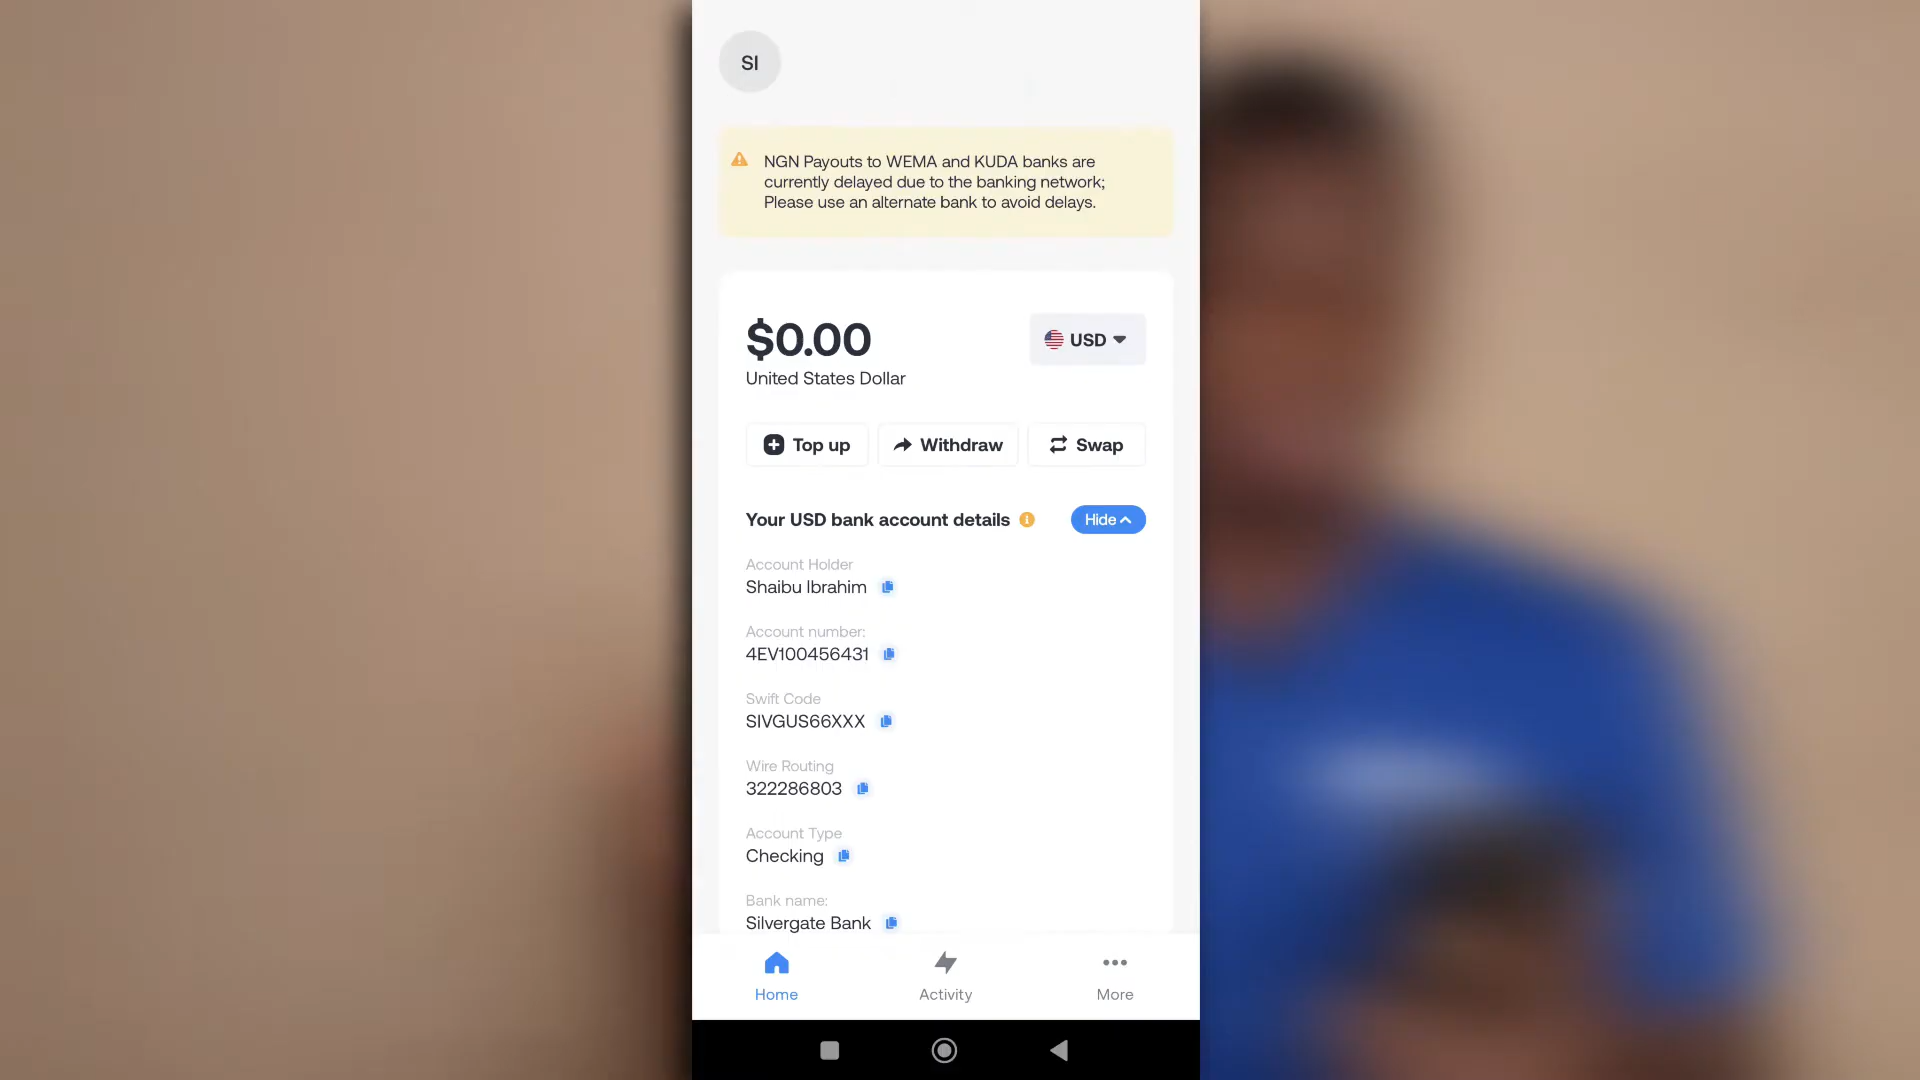 SI
NGN Payouts to WEMA and KUDA banks are
currently delayed due to the banking network;
Please use an alternate bank to avoid delays.
$0.00
USD
United States Dollar
Top up
Withdraw
Swap
Your USD bank account details
Hide
Account Holder
Shaibu Ibrahim
Account number:
4EV100456431
Swift Code
SIVGUS66XXX
Wire Routing
322286803
Account Type
Checking
Bank name:
Silvergate Bank
Home
Activity
More